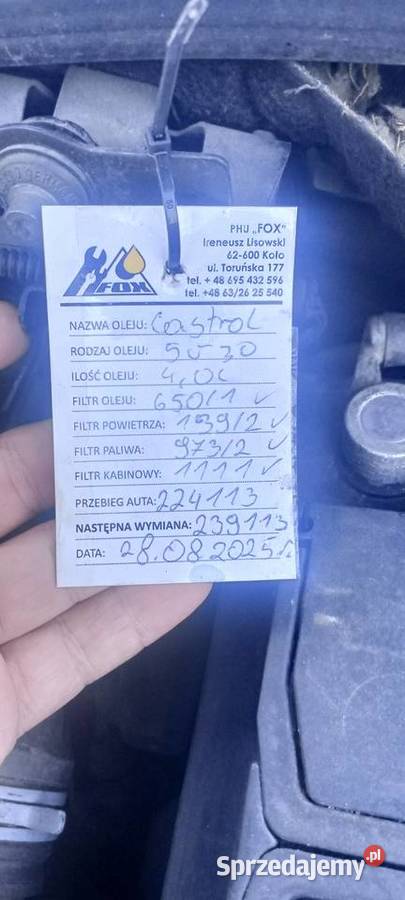 FOX
PHU „FOX"
Ireneusz Lisowski
62-600 Koło
ul. Toruńska 177
tel. + 48 695 432 596
tel. +48 63/26 25 540
NAZWA OLEJU: Castrol
RODZAJ OLEJU: 5W30
ILOŚĆ OLEJU: 4,0L
FILTR OLEJU: 650/1 ✓
FILTR POWIETRZA: 139/2 ✓
FILTR PALIWA: 973/2 ✓
FILTR KABINOWY: 1111 ✓
PRZEBIEG AUTA: 224113
NASTĘPNA WYMIANA: 239113
DATA: 28.08.2025r.
Sprzedajemy.pl